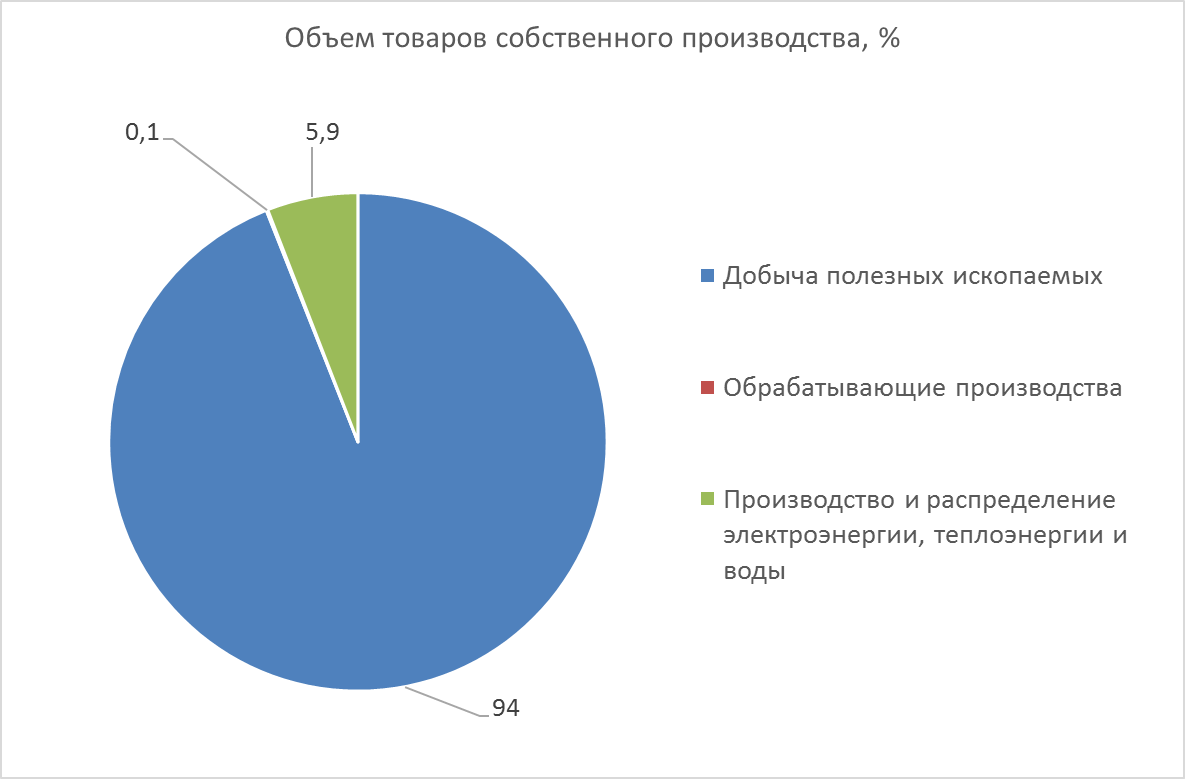 Объем товаров собственного производства, %
0,1
5,9
94
Добыча полезных ископаемых
Обрабатывающие производства
Производство и распределение
электроэнергии, теплоэнергии и
воды